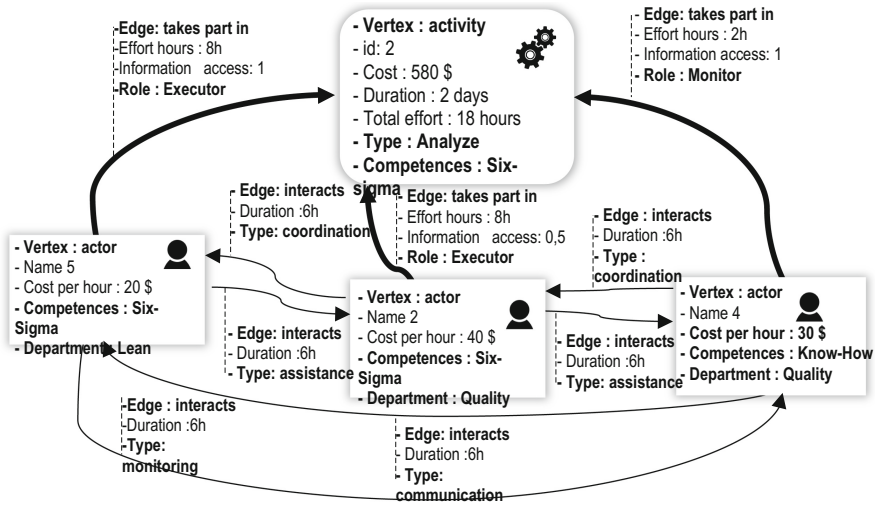 -Edge: takes part in
-Effort hours : 8h
-Information access: 1
-Role : Executor
- Vertex : activity
- id: 2
- Cost : 580 $
- Duration : 2 days
- Total effort : 18 hours
- Type : Analyze
- Competences : Six-
sigma
- Edge: takes part in
- Effort hours : 2h
- Information access: 1
- Role : Monitor
- Edge: interacts
- Duration :6h
- Type: coordination
- Edge: takes part in
- Effort hours : 8h
- Information access: 0,5
- Role : Executor
- Edge : interacts
- Duration :6h
- Type :
coordination
- Vertex : actor
- Name 5
- Cost per hour : 20 $
- Competences : Six-
Sigma
- Department : Lean
- Vertex : actor
- Name 2
- Cost per hour : 40 $
- Competences : Six-
Sigma
- Department : Quality
- Vertex : actor
- Name 4
- Cost per hour : 30 $
- Competences : Know-How
- Department : Quality
- Edge: interacts
- Duration :6h
- Type: assistance
- Edge: interacts
- Duration :6h
- Type: assistance
-Edge : interacts
-Duration :6h
-Type:
monitoring
- Edge: interacts
- Duration :6h
- Type:
communication